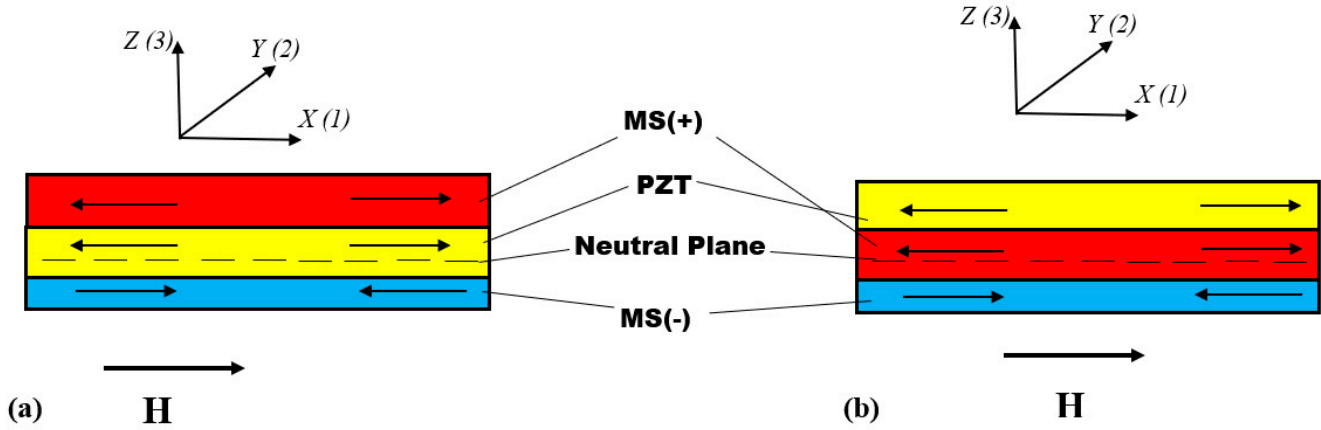 Z (3)
Y (2)
X (1)
Z (3)
Y (2)
X (1)
MS(+)
PZT
Neutral Plane
MS(-)
(a)
H
(b)
H